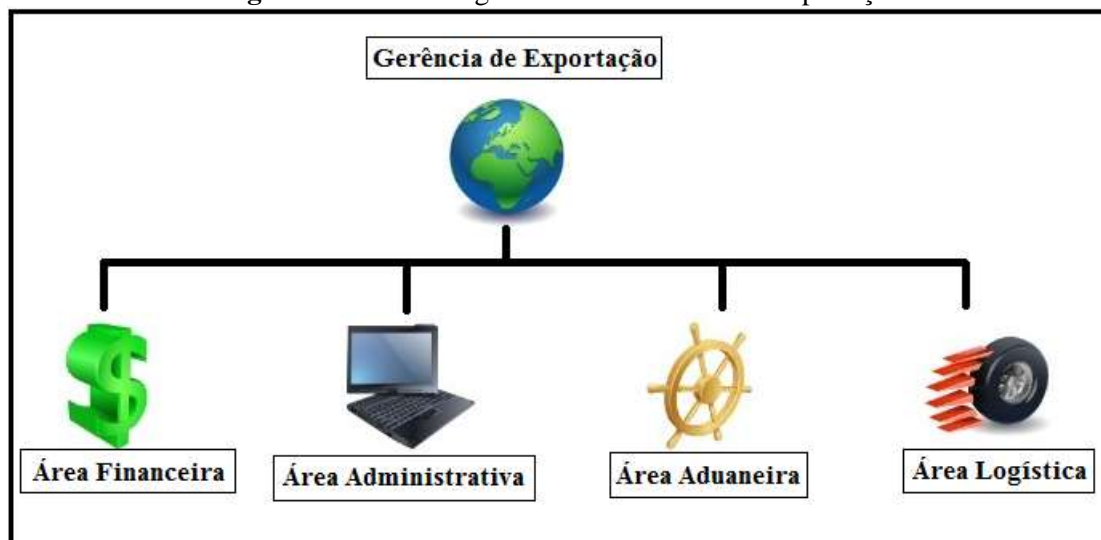 Gerência de Exportação
Área Financeira
Área Administrativa
Área Aduaneira
Área Logística